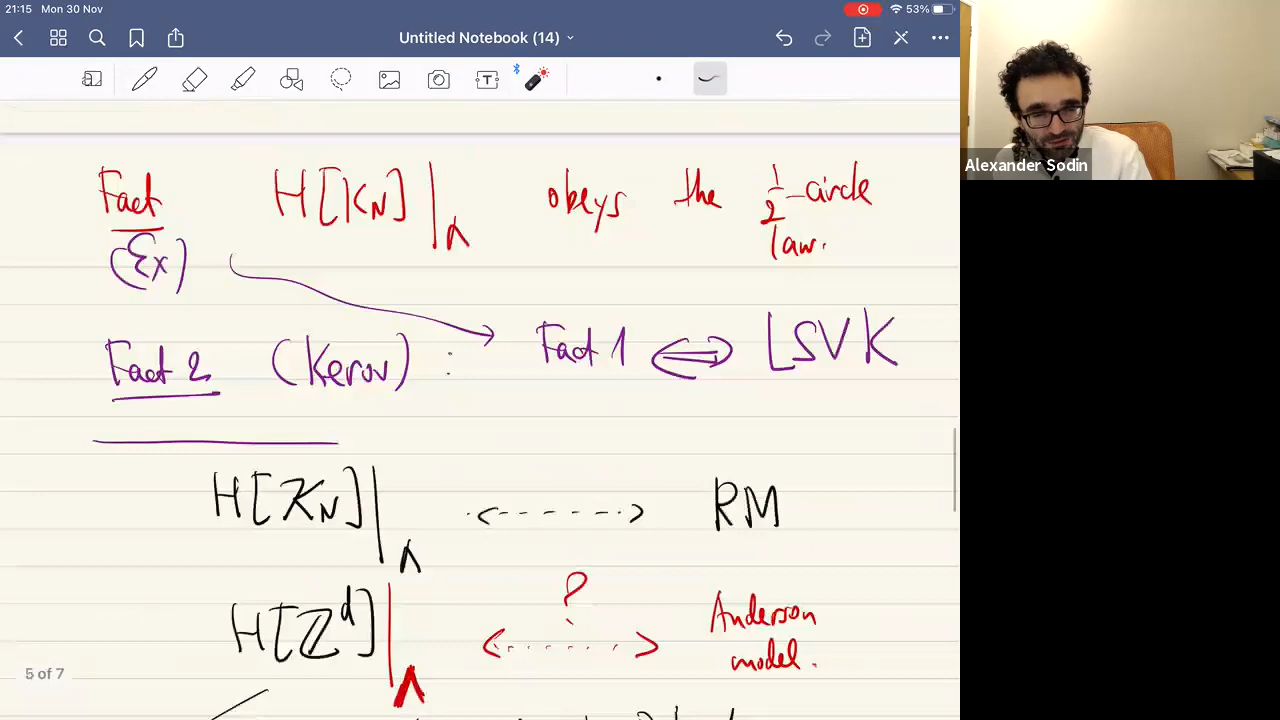 21:15 Mon 30 Nov 53%
Untitled Notebook (14)
Alexander Sodin
Fact H[K_N]|_Λ obeys the ½-circle
law.
(Ex)
Fact 2 (Kerov) : Fact 1 ⟺ LSVK
H[K_N]|_Λ <-----> RM
?
H[Z^d]|_Λ <-----> Anderson
model.
5 of 7